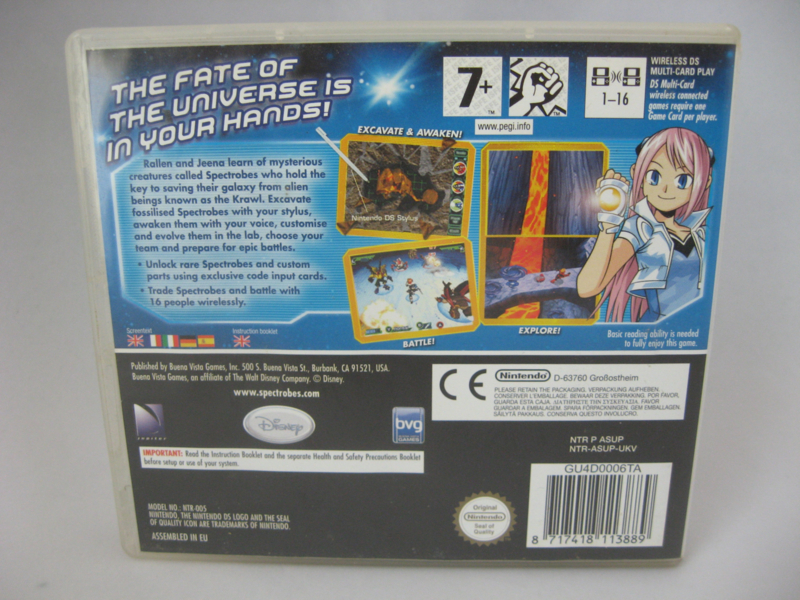 THE FATE OF
THE UNIVERSE IS
IN YOUR HANDS!
Rallen and Jeena learn of mysterious
creatures called Spectrobes who hold the
key to saving their galaxy from alien
beings known as the Krawl. Excavate
fossilised Spectrobes with your stylus,
awaken them with your voice, customise
and evolve them in the lab, choose your
team and prepare for epic battles.
• Unlock rare Spectrobes and custom
parts using exclusive code input cards.
• Trade Spectrobes and battle with
16 people wirelessly.
EXCAVATE & AWAKEN!
Nintendo DS Stylus
BATTLE!
EXPLORE!
7+
TM
TM
www.pegi.info
1–16
WIRELESS DS
MULTI-CARD PLAY
DS Multi-Card
wireless connected
games require one
Game Card per player.
Basic reading ability is needed
to fully enjoy this game.
Screentext
Instruction booklet
Published by Buena Vista Games, Inc. 500 S. Buena Vista St., Burbank, CA 91521, USA.
Buena Vista Games, an affiliate of The Walt Disney Company. © Disney.
www.spectrobes.com
jupiter
Disney
bvg
BUENA VISTA
GAMES
IMPORTANT: Read the Instruction Booklet and the separate Health and Safety Precautions Booklet
before setup or use of your system.
MODEL NO.: NTR-005
NINTENDO, THE NINTENDO DS LOGO AND THE SEAL
OF QUALITY ICON ARE TRADEMARKS OF NINTENDO.
ASSEMBLED IN EU
CE
Nintendo D-63760 Großostheim
PLEASE RETAIN THE PACKAGING. VERPACKUNG AUFHEBEN.
CONSERVER L'EMBALLAGE. BEWAAR DEZE VERPAKKING. POR FAVOR,
GUARDA ESTA CAJA. ΔΙΑΤΗΡΗΣΤΕ ΤΗΝ ΣΥΣΚΕΥΑΣΙΑ. FAVOR
GUARDAR A EMBALAGEM. SPARA FÖRPACKNINGEN. GEM EMBALLAGEN.
SÄILYTÄ PAKKAUS. CONSERVA QUESTO INVOLUCRO.
NTR P ASUP
NTR-ASUP-UKV
GU4D0006TA
8 717418 113889
Original
Nintendo
Seal of
Quality